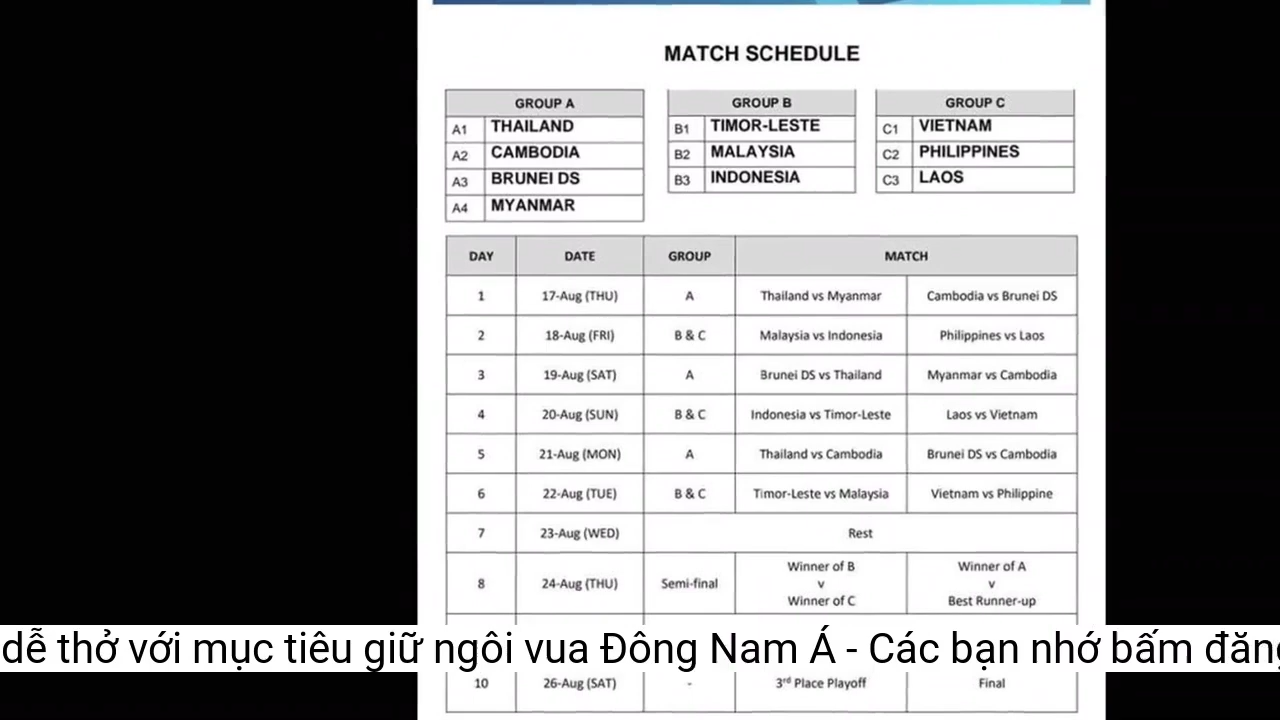 MATCH SCHEDULE
GROUP A
A1 THAILAND
A2 CAMBODIA
A3 BRUNEI DS
A4 MYANMAR
GROUP B
B1 TIMOR-LESTE
B2 MALAYSIA
B3 INDONESIA
GROUP C
C1 VIETNAM
C2 PHILIPPINES
C3 LAOS
DAY DATE GROUP MATCH
1 17-Aug (THU) A Thailand vs Myanmar Cambodia vs Brunei DS
2 18-Aug (FRI) B & C Malaysia vs Indonesia Philippines vs Laos
3 19-Aug (SAT) A Brunei DS vs Thailand Myanmar vs Cambodia
4 20-Aug (SUN) B & C Indonesia vs Timor-Leste Laos vs Vietnam
5 21-Aug (MON) A Thailand vs Cambodia Brunei DS vs Cambodia
6 22-Aug (TUE) B & C Timor-Leste vs Malaysia Vietnam vs Philippine
7 23-Aug (WED) Rest
8 24-Aug (THU) Semi-final Winner of B v Winner of C Winner of A v Best Runner-up
dễ thở với mục tiêu giữ ngôi vua Đông Nam Á - Các bạn nhớ bấm đăng
10 26-Aug (SAT) - 3rd Place Playoff Final